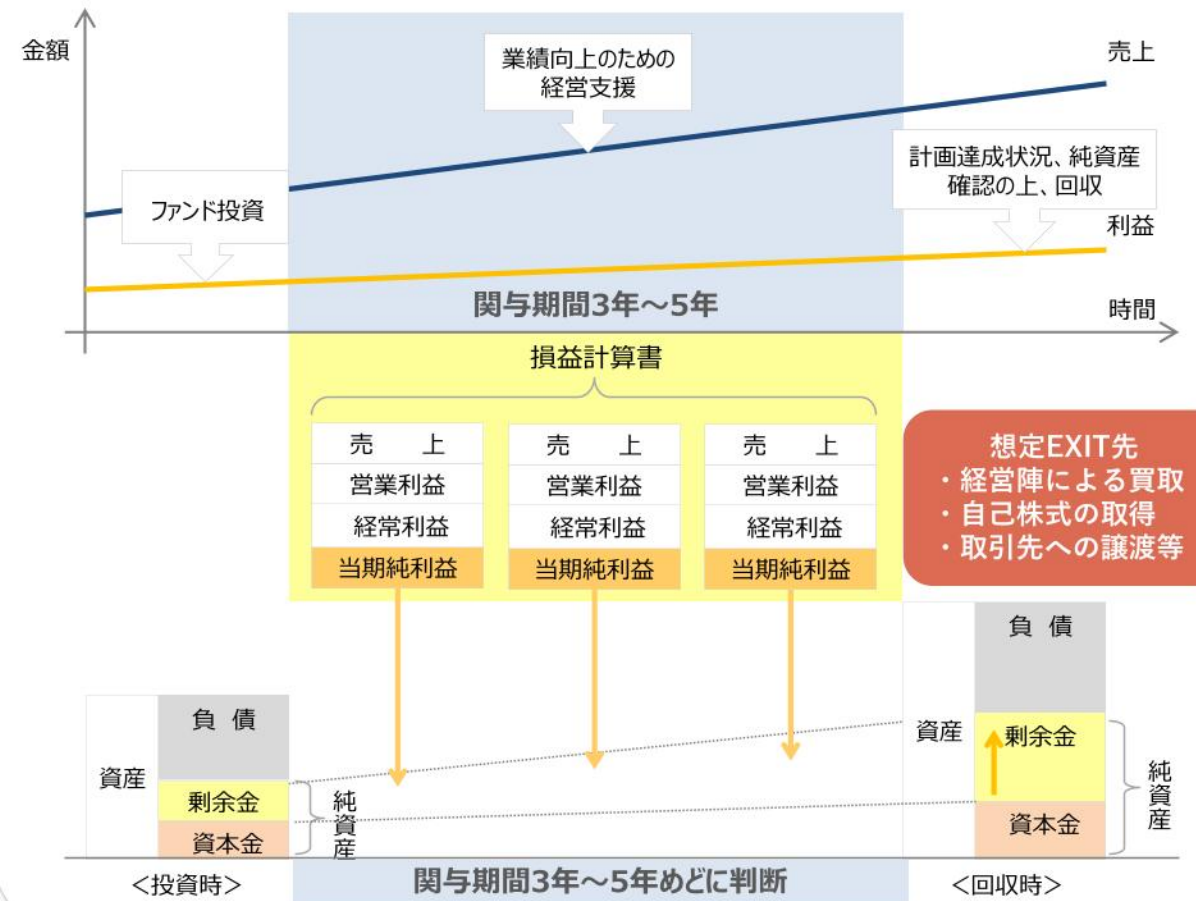 金額
業績向上のための
経営支援
売上
ファンド投資
計画達成状況、純資産
確認の上、回収
利益
関与期間3年～5年
時間
損益計算書
売 上
営業利益
経常利益
当期純利益
売 上
営業利益
経常利益
当期純利益
売 上
営業利益
経常利益
当期純利益
想定EXIT先
・経営陣による買取
・自己株式の取得
・取引先への譲渡等
資産
負 債
剰余金
資本金
純資産
資産
負 債
剰余金
資本金
純資産
＜投資時＞
関与期間3年～5年めどに判断
＜回収時＞